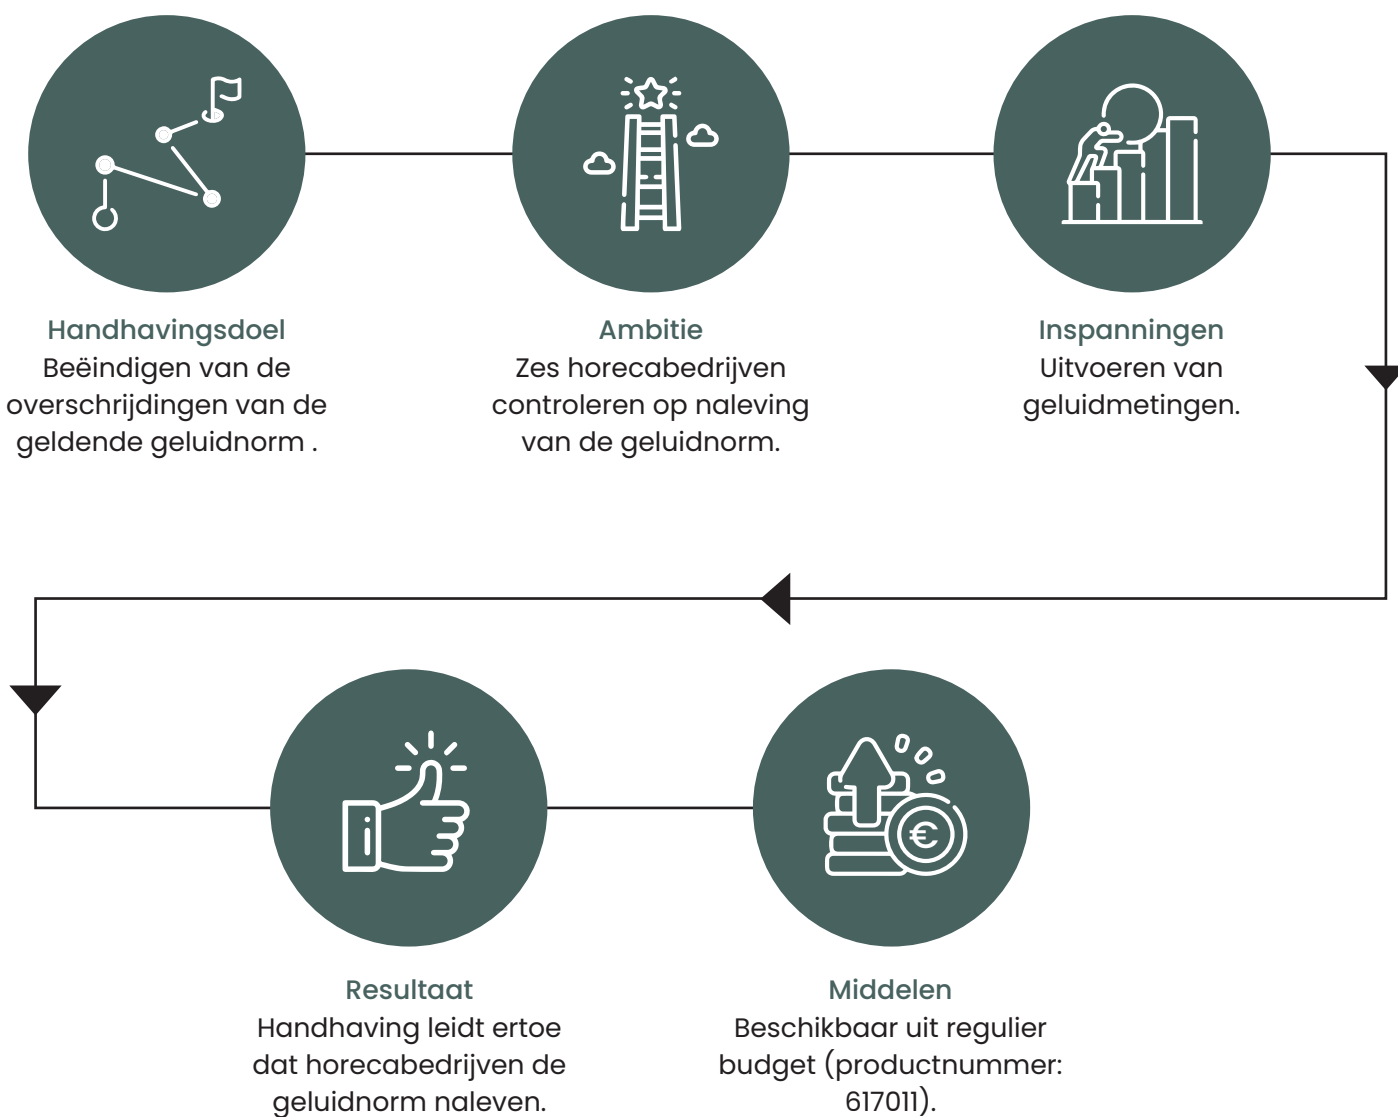 Handhavingsdoel
Beëindigen van de
overschrijdingen van de
geldende geluidnorm .
Ambitie
Zes horecabedrijven
controleren op naleving
van de geluidnorm.
Inspanningen
Uitvoeren van
geluidmetingen.
Resultaat
Handhaving leidt ertoe
dat horecabedrijven de
geluidnorm naleven.
Middelen
Beschikbaar uit regulier
budget (productnummer:
617011).